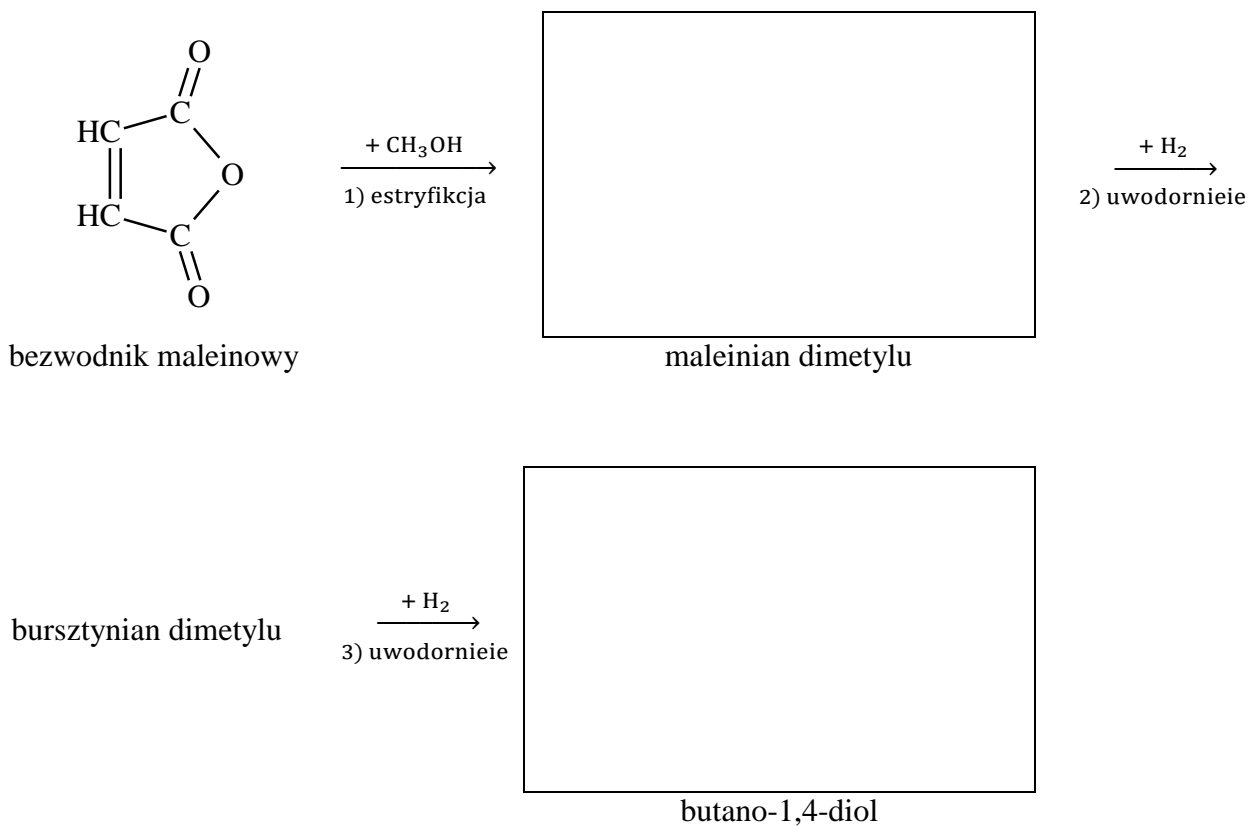 O
C
HC
+ CH₃OH
+ H₂
O
1) estryfikcja
2) uwodornieie
HC
C
O
bezwodnik maleinowy
maleinian dimetylu
+ H₂
bursztynian dimetylu
3) uwodornieie
butano-1,4-diol